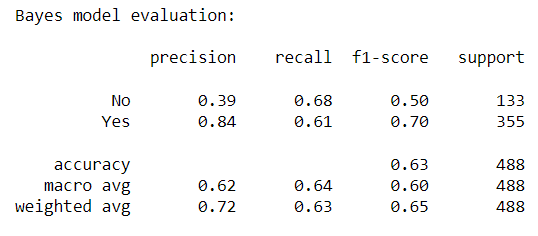 Bayes model evaluation:
precision recall f1-score support
No 0.39 0.68 0.50 133
Yes 0.84 0.61 0.70 355
accuracy 0.63 488
macro avg 0.62 0.64 0.60 488
weighted avg 0.72 0.63 0.65 488